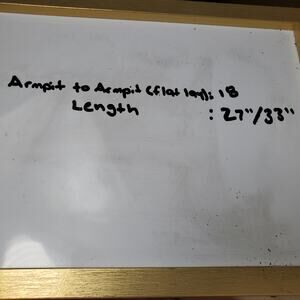 Armpit to Armpit (flat lay): 18
Length : 27"/33"